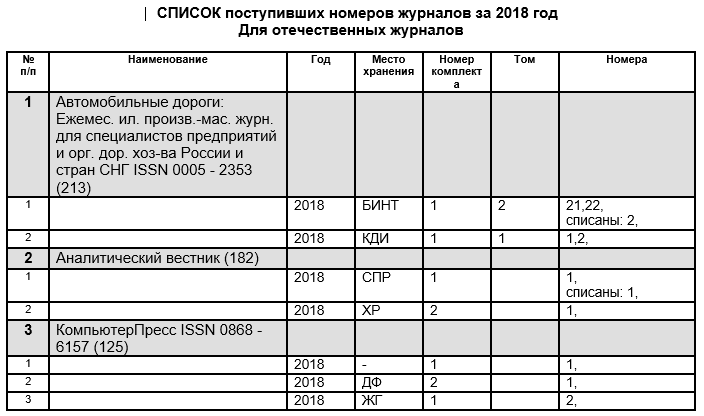 СПИСОК поступивших номеров журналов за 2018 год
Для отечественных журналов
№ п/п Наименование Год Место хранения Номер комплекта Том Номера
1 Автомобильные дороги:
Ежемес. ил. произв.-мас. журн.
для специалистов предприятий
и орг. дор. хоз-ва России и
стран СНГ ISSN 0005 - 2353
(213)
1 2018 БИНТ 1 2 21,22,
списаны: 2,
2 2018 КДИ 1 1 1,2,
2 Аналитический вестник (182)
1 2018 СПР 1 1,
списаны: 1,
2 2018 ХР 2 1,
3 КомпьютерПресс ISSN 0868 -
6157 (125)
1 2018 - 1 1,
2 2018 ДФ 2 1,
3 2018 ЖГ 1 2,